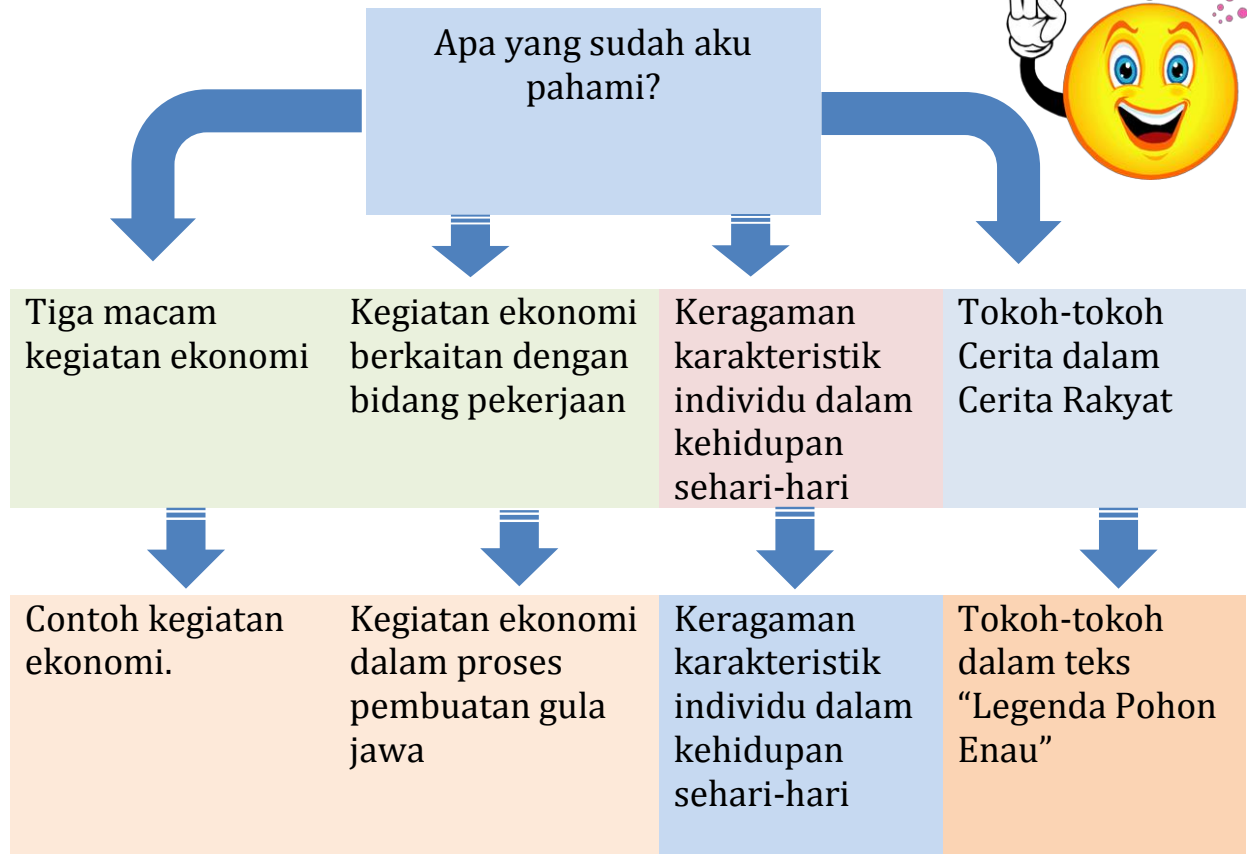 Apa yang sudah aku
pahami?
Tiga macam
kegiatan ekonomi
Kegiatan ekonomi
berkaitan dengan
bidang pekerjaan
Keragaman
karakteristik
individu dalam
kehidupan
sehari-hari
Tokoh-tokoh
Cerita dalam
Cerita Rakyat
Contoh kegiatan
ekonomi.
Kegiatan ekonomi
dalam proses
pembuatan gula
jawa
Keragaman
karakteristik
individu dalam
kehidupan
sehari-hari
Tokoh-tokoh
dalam teks
“Legenda Pohon
Enau”